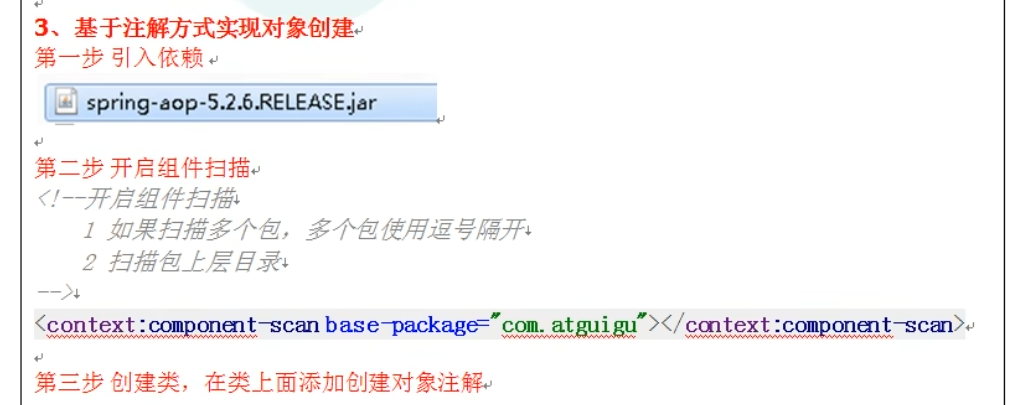 3、基于注解方式实现对象创建
第一步 引入依赖
spring-aop-5.2.6.RELEASE.jar
第二步 开启组件扫描
<!--开启组件扫描
1 如果扫描多个包，多个包使用逗号隔开
2 扫描包上层目录
-->
<context:component-scan base-package="com.atguigu"></context:component-scan>
第三步 创建类，在类上面添加创建对象注解